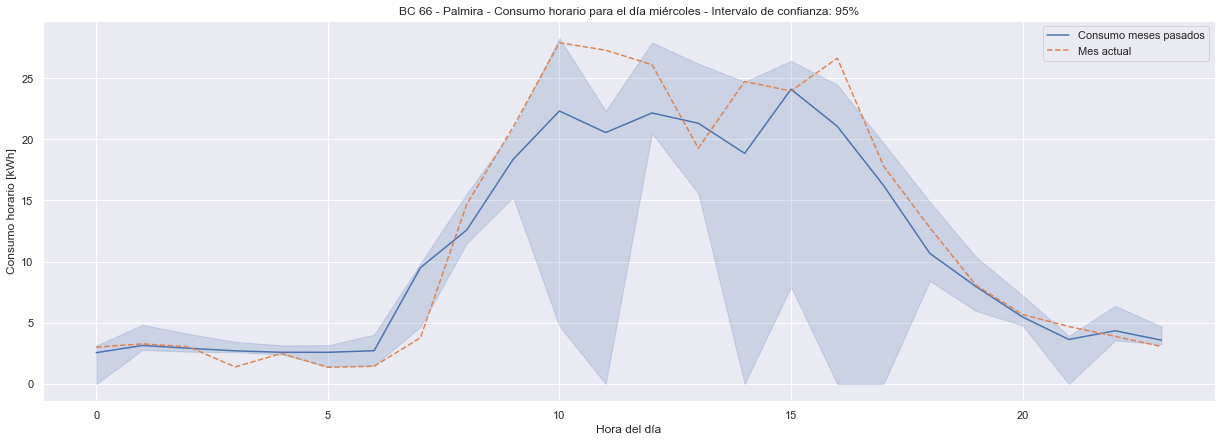 BC 66 - Palmira - Consumo horario para el día miércoles - Intervalo de confianza: 95%
Consumo meses pasados
Mes actual
Consumo horario [kWh]
25
20
15
10
5
0
0 5 10 15 20
Hora del día